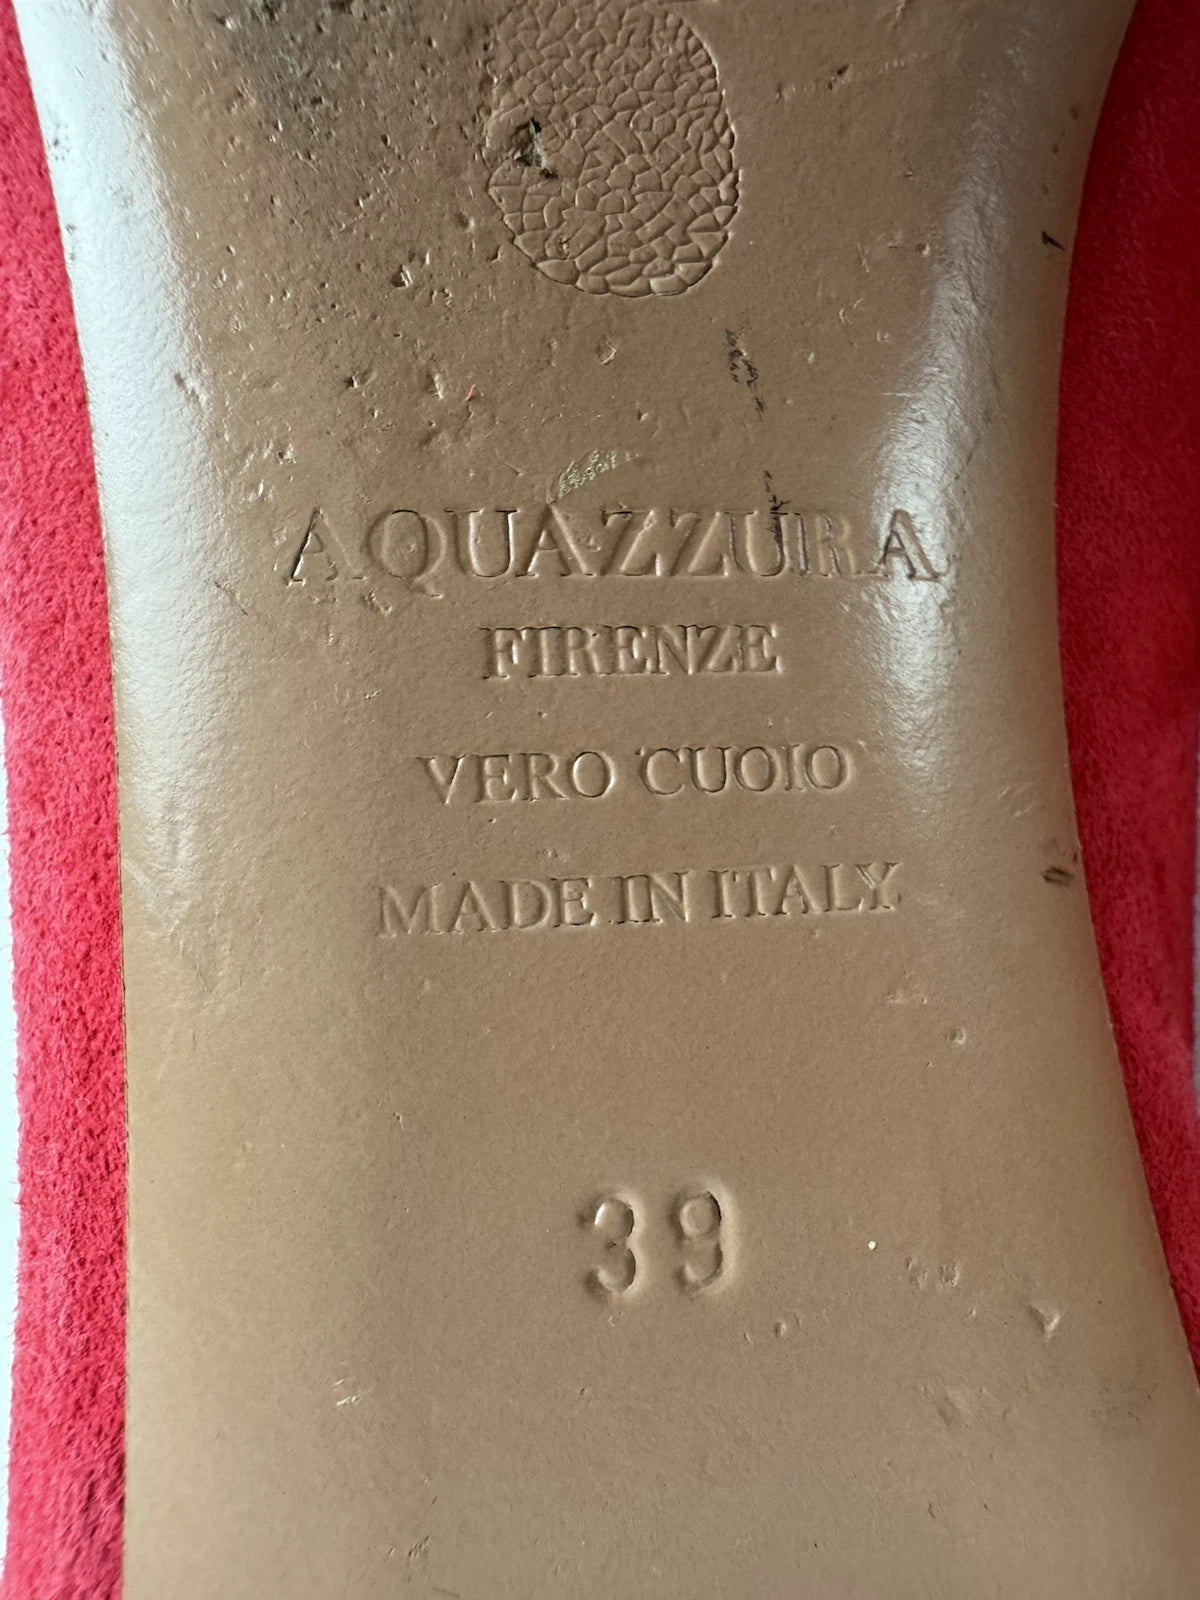 AQUAZZURA
FIRENZE
VERO CUOIO
MADE IN ITALY
39